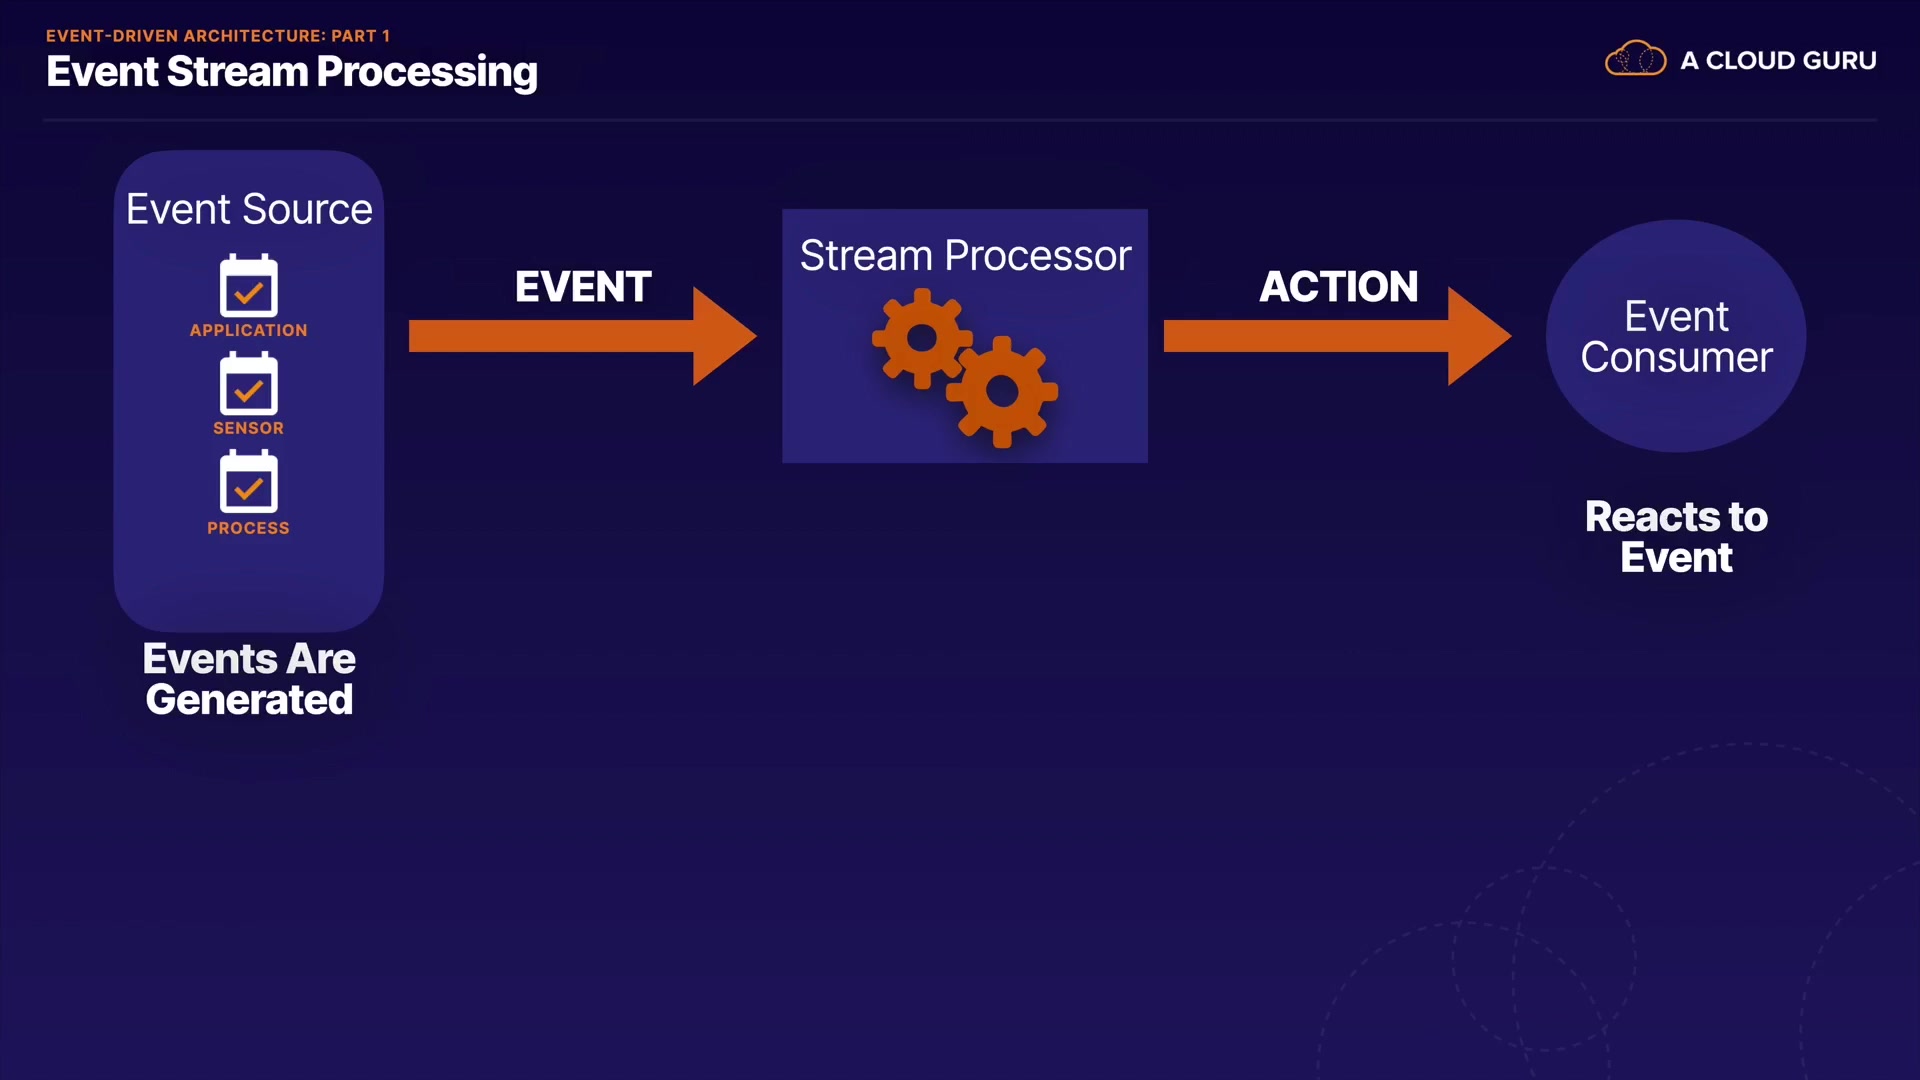 EVENT-DRIVEN ARCHITECTURE: PART 1
Event Stream Processing
A CLOUD GURU
Event Source
APPLICATION
SENSOR
PROCESS
Events Are
Generated
EVENT
Stream Processor
ACTION
Event
Consumer
Reacts to
Event